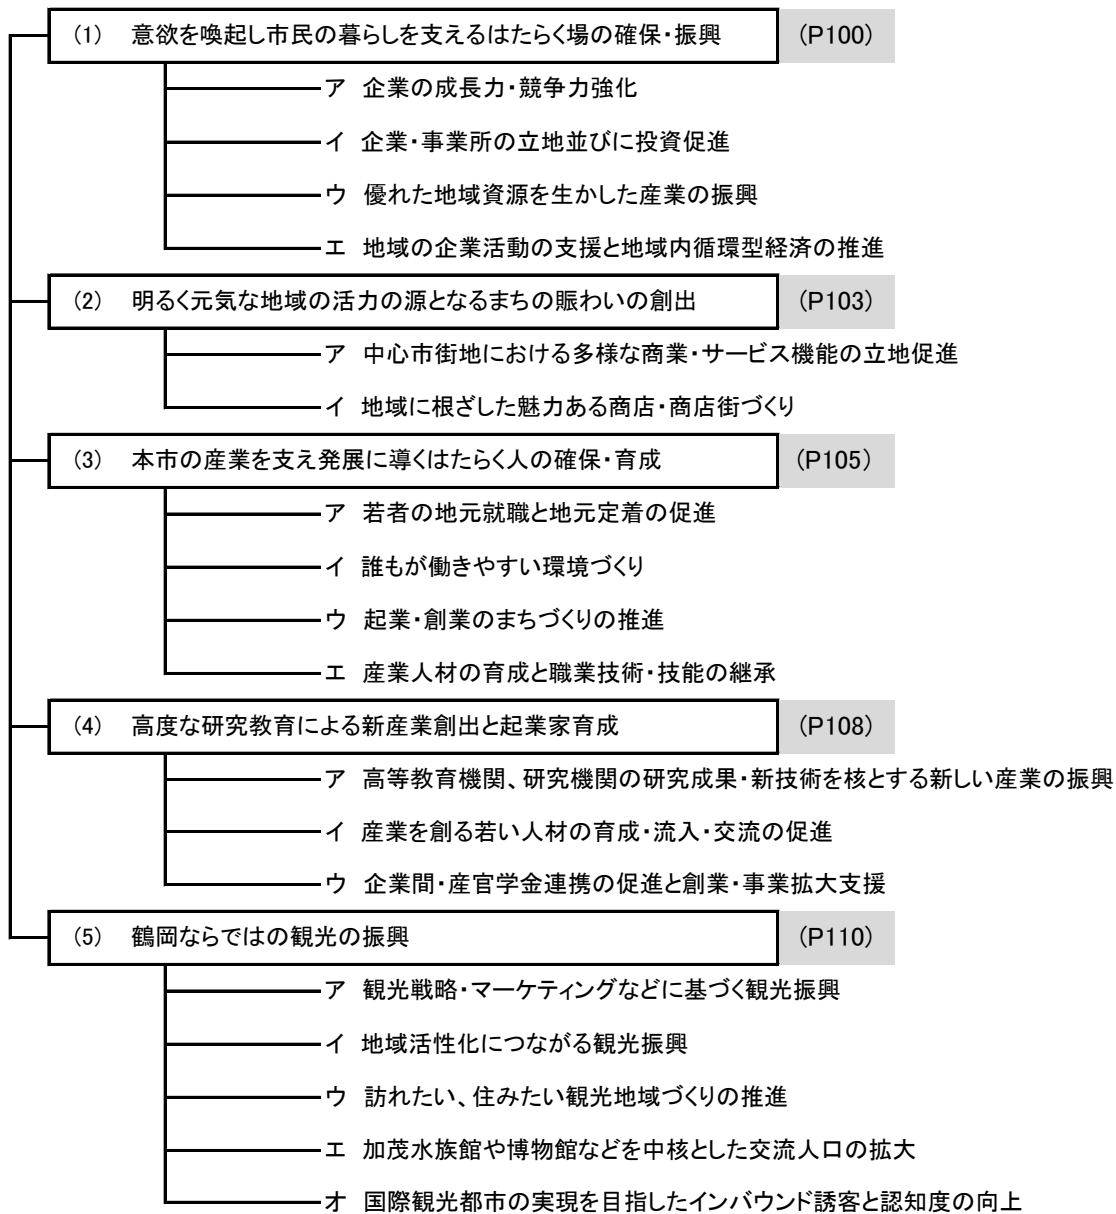 (1) 意欲を喚起し市民の暮らしを支えるはたらく場の確保・振興 (P100)
ア 企業の成長力・競争力強化
イ 企業・事業所の立地並びに投資促進
ウ 優れた地域資源を生かした産業の振興
エ 地域の企業活動の支援と地域内循環型経済の推進
(2) 明るく元気な地域の活力の源となるまちの賑わいの創出 (P103)
ア 中心市街地における多様な商業・サービス機能の立地促進
イ 地域に根ざした魅力ある商店・商店街づくり
(3) 本市の産業を支え発展に導くはたらく人の確保・育成 (P105)
ア 若者の地元就職と地元定着の促進
イ 誰もが働きやすい環境づくり
ウ 起業・創業のまちづくりの推進
エ 産業人材の育成と職業技術・技能の継承
(4) 高度な研究教育による新産業創出と起業家育成 (P108)
ア 高等教育機関、研究機関の研究成果・新技術を核とする新しい産業の振興
イ 産業を創る若い人材の育成・流入・交流の促進
ウ 企業間・産官学金連携の促進と創業・事業拡大支援
(5) 鶴岡ならではの観光の振興 (P110)
ア 観光戦略・マーケティングなどに基づく観光振興
イ 地域活性化につながる観光振興
ウ 訪れたい、住みたい観光地域づくりの推進
エ 加茂水族館や博物館などを中核とした交流人口の拡大
オ 国際観光都市の実現を目指したインバウンド誘客と認知度の向上